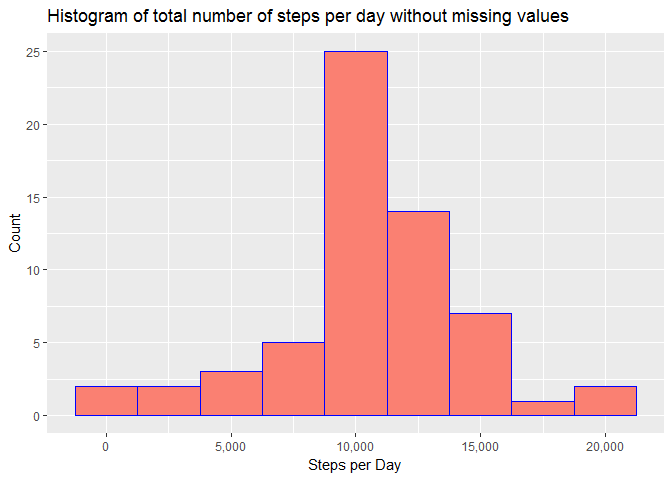 Histogram of total number of steps per day without missing values
25
20
15
10
5
0
Count
0 5,000 10,000 15,000 20,000
Steps per Day